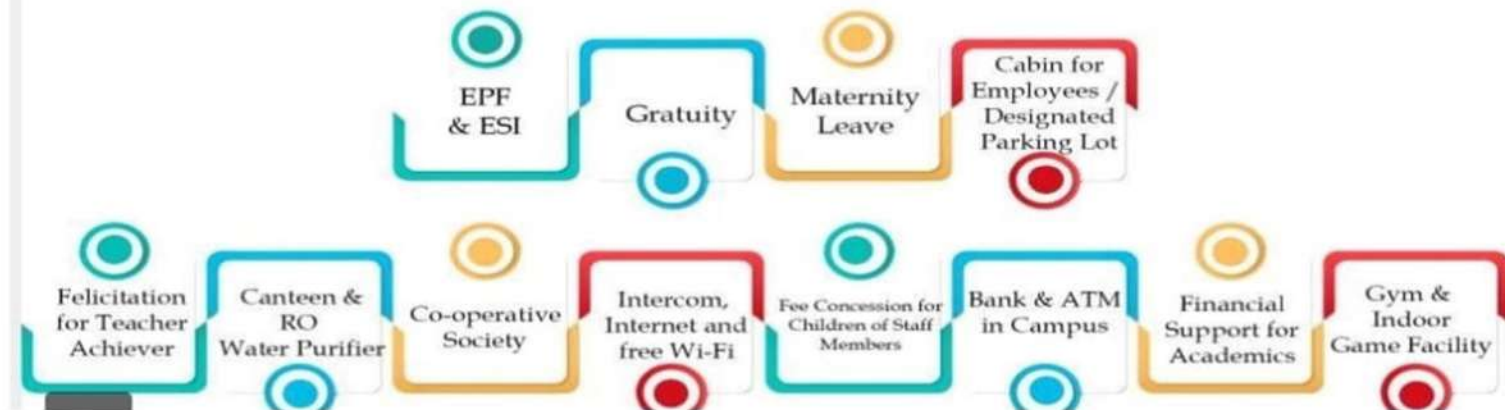 EPF
& ESI
Gratuity
Maternity
Leave
Cabin for
Employees /
Designated
Parking Lot
Felicitation
for Teacher
Achiever
Canteen &
RO
Water Purifier
Co-operative
Society
Intercom,
Internet and
free Wi-Fi
Fee Concession for
Children of Staff
Members
Bank & ATM
in Campus
Financial
Support for
Academics
Gym &
Indoor
Game Facility